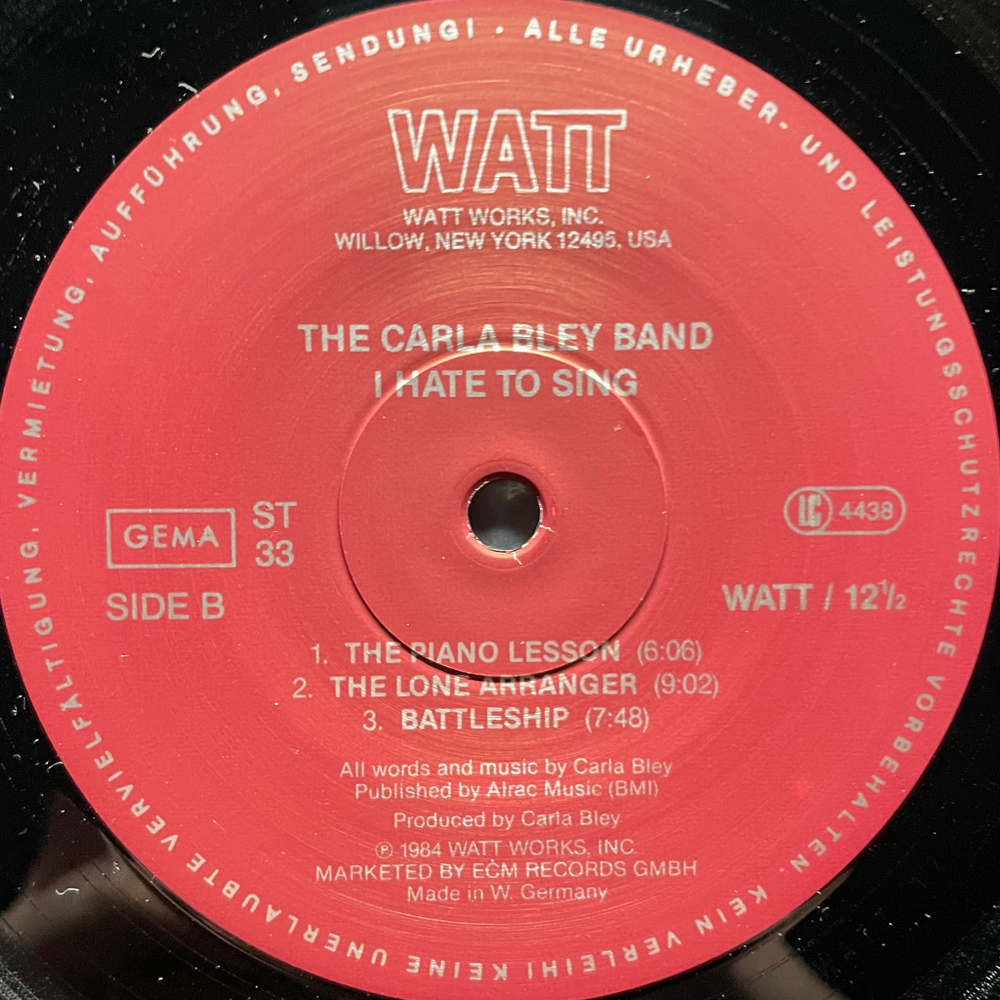 ALLE URHEBER- UND LEISTUNGSSCHUTZRECHTE VORBEHALTEN. KEIN VERLEIH! KEINE UNERLAUBTE VERVIELFÄLTIGUNG, VERMIETUNG, AUFFÜHRUNG, SENDUNG! ·
WATT
WATT WORKS, INC.
WILLOW, NEW YORK 12495, USA
THE CARLA BLEY BAND
I HATE TO SING
GEMA
ST
33
SIDE B
LC 4438
WATT / 12½
1. THE PIANO LESSON (6:06)
2. THE LONE ARRANGER (9:02)
3. BATTLESHIP (7:48)
All words and music by Carla Bley
Published by Alrac Music (BMI)
Produced by Carla Bley
℗ 1984 WATT WORKS, INC.
MARKETED BY ECM RECORDS GMBH
Made in W. Germany